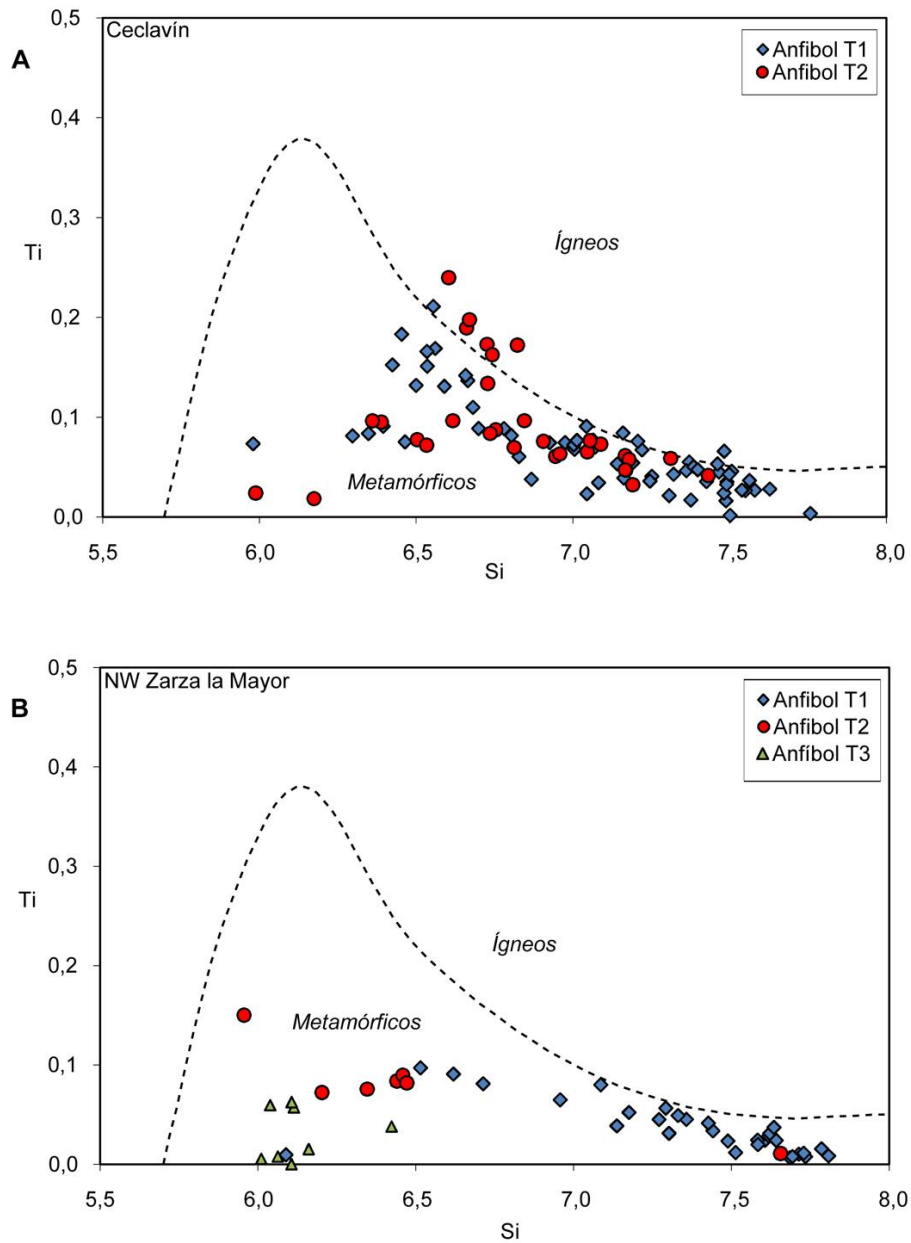 A
Ceclavín
Anfibol T1
Anfibol T2
0,5
0,4
0,3
0,2
0,1
0,0
Ti
Ígneos
Metamórficos
5,5 6,0 6,5 7,0 7,5 8,0
Si
B
NW Zarza la Mayor
Anfibol T1
Anfibol T2
Anfíbol T3
0,5
0,4
0,3
0,2
0,1
0,0
Ti
Ígneos
Metamórficos
5,5 6,0 6,5 7,0 7,5 8,0
Si